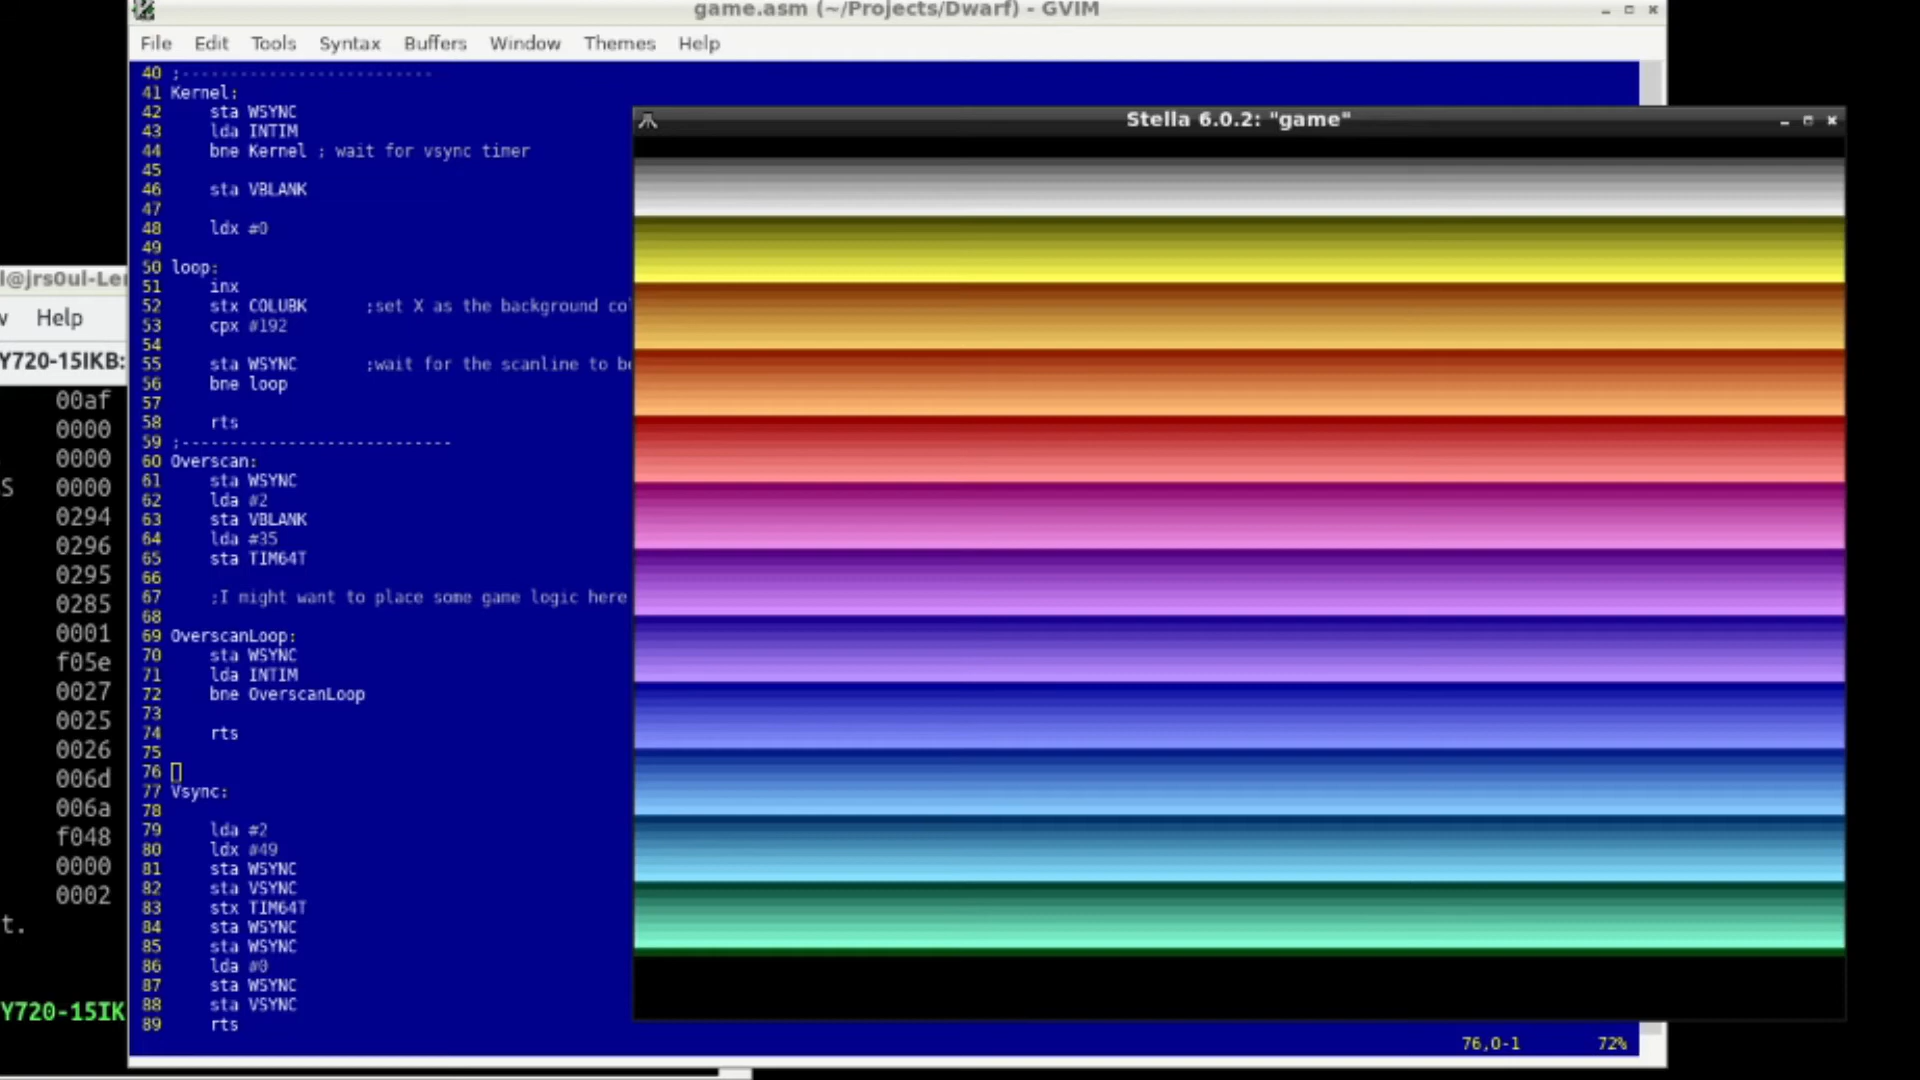 game.asm (~/Projects/Dwarf) - GVIM
File Edit Tools Syntax Buffers Window Themes Help
40 ;--------------------------
41 Kernel:
42 sta WSYNC
43 lda INTIM
44 bne Kernel ; wait for vsync timer
45
46 sta VBLANK
47
48 ldx #0
49
50 loop:
51 inx
52 stx COLUBK ;set X as the background co
53 cpx #192
54
55 sta WSYNC ;wait for the scanline to be
56 bne loop
57
58 rts
59 ;----------------------------
60 Overscan:
61 sta WSYNC
62 lda #2
63 sta VBLANK
64 lda #35
65 sta TIM64T
66
67 ;I might want to place some game logic here
68
69 OverscanLoop:
70 sta WSYNC
71 lda INTIM
72 bne OverscanLoop
73
74 rts
75
76
77 Vsync:
78
79 lda #2
80 ldx #49
81 sta WSYNC
82 sta VSYNC
83 stx TIM64T
84 sta WSYNC
85 sta WSYNC
86 lda #0
87 sta WSYNC
88 sta VSYNC
89 rts
76,0-1 72%
Stella 6.0.2: "game"
l@jrs0ul-Ler
w Help
Y720-15IKB:
00af
0000
0000
S 0000
0294
0296
0295
0285
0001
f05e
0027
0025
0026
006d
006a
f048
0000
0002
t.
Y720-15IK